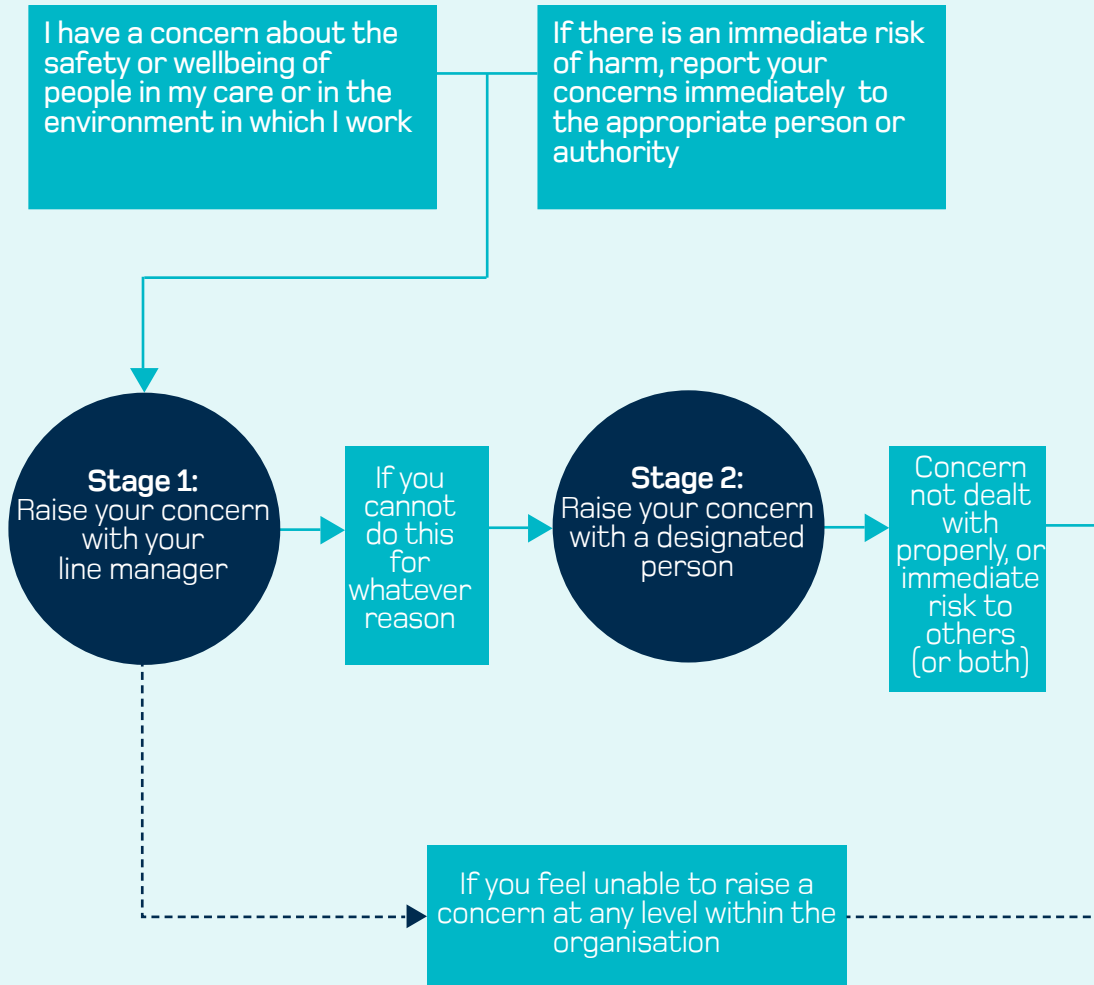 I have a concern about the
safety or wellbeing of
people in my care or in the
environment in which I work
If there is an immediate risk
of harm, report your
concerns immediately to
the appropriate person or
authority
Stage 1:
Raise your concern
with your
line manager
If you
cannot
do this
for
whatever
reason
Stage 2:
Raise your concern
with a designated
person
Concern
not dealt
with
properly, or
immediate
risk to
others
(or both)
If you feel unable to raise a
concern at any level within the
organisation